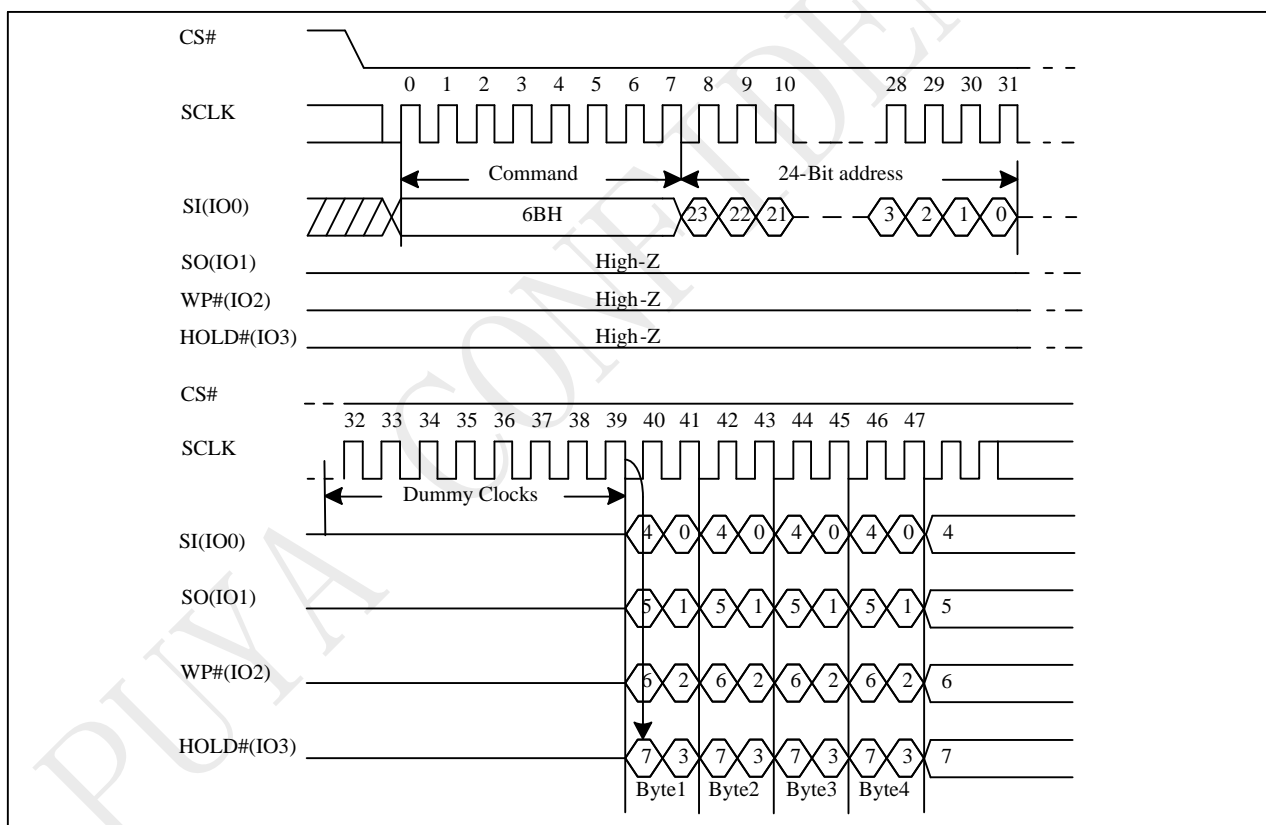 CS#
0 1 2 3 4 5 6 7 8 9 10 28 29 30 31
SCLK
Command 24-Bit address
SI(IO0) 6BH 23 22 21 3 2 1 0
SO(IO1) High-Z
WP#(IO2) High-Z
HOLD#(IO3) High-Z
CS#
32 33 34 35 36 37 38 39 40 41 42 43 44 45 46 47
SCLK
Dummy Clocks
SI(IO0) 4 0 4 0 4 0 4 0 4
SO(IO1) 5 1 5 1 5 1 5 1 5
WP#(IO2) 6 2 6 2 6 2 6 2 6
HOLD#(IO3) 7 3 7 3 7 3 7 3 7
Byte1 Byte2 Byte3 Byte4
PUYA CONFIDEN